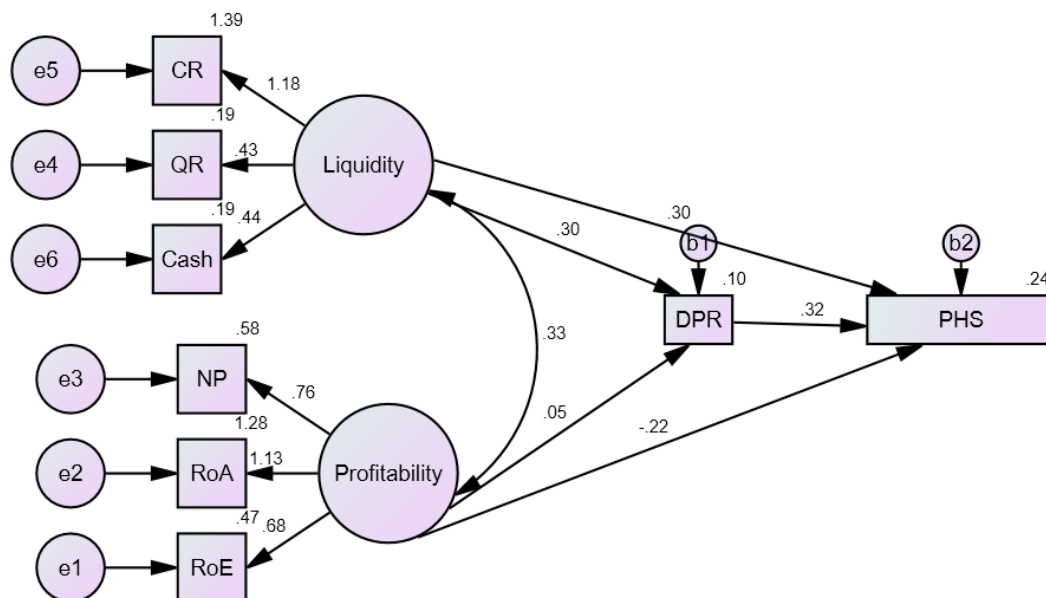 1.39
e5
CR
1.18
.19
e4
QR
.43
Liquidity
.19
e6
Cash
.44
.30
.30
b1
b2
.10
.24
DPR
.32
PHS
.33
.58
e3
NP
.76
.05
1.28
-.22
e2
RoA
1.13
Profitability
.47
.68
e1
RoE